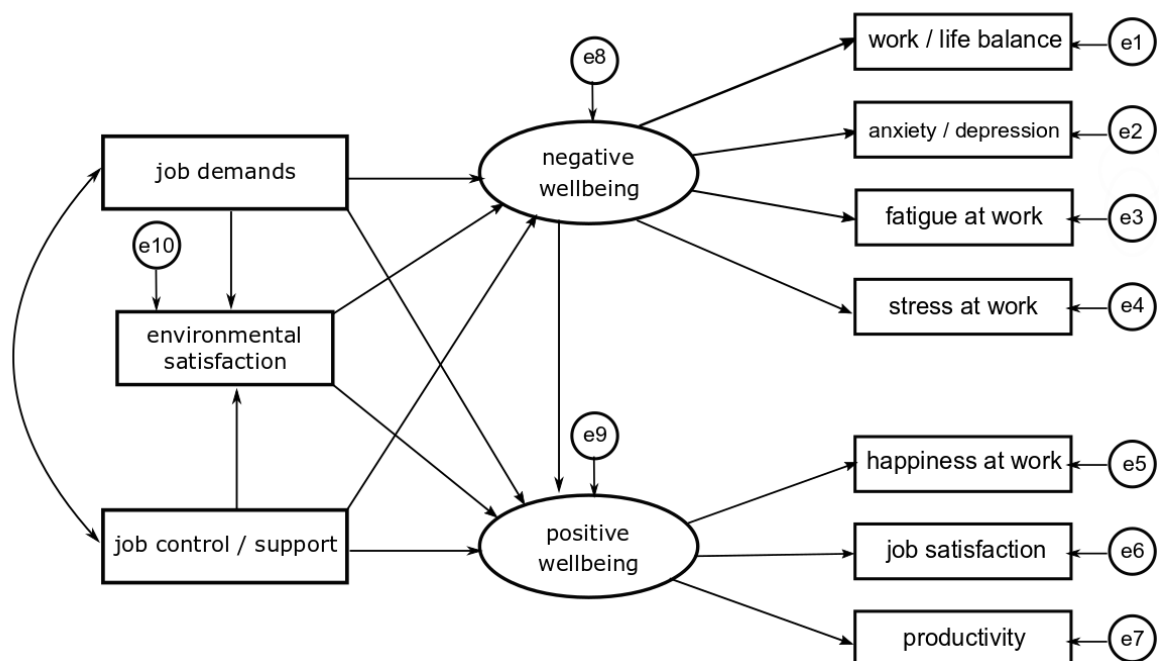 work / life balance
e1
e8
anxiety / depression
e2
job demands
negative
wellbeing
fatigue at work
e3
e10
stress at work
e4
environmental
satisfaction
e9
happiness at work
e5
job control / support
positive
wellbeing
job satisfaction
e6
productivity
e7